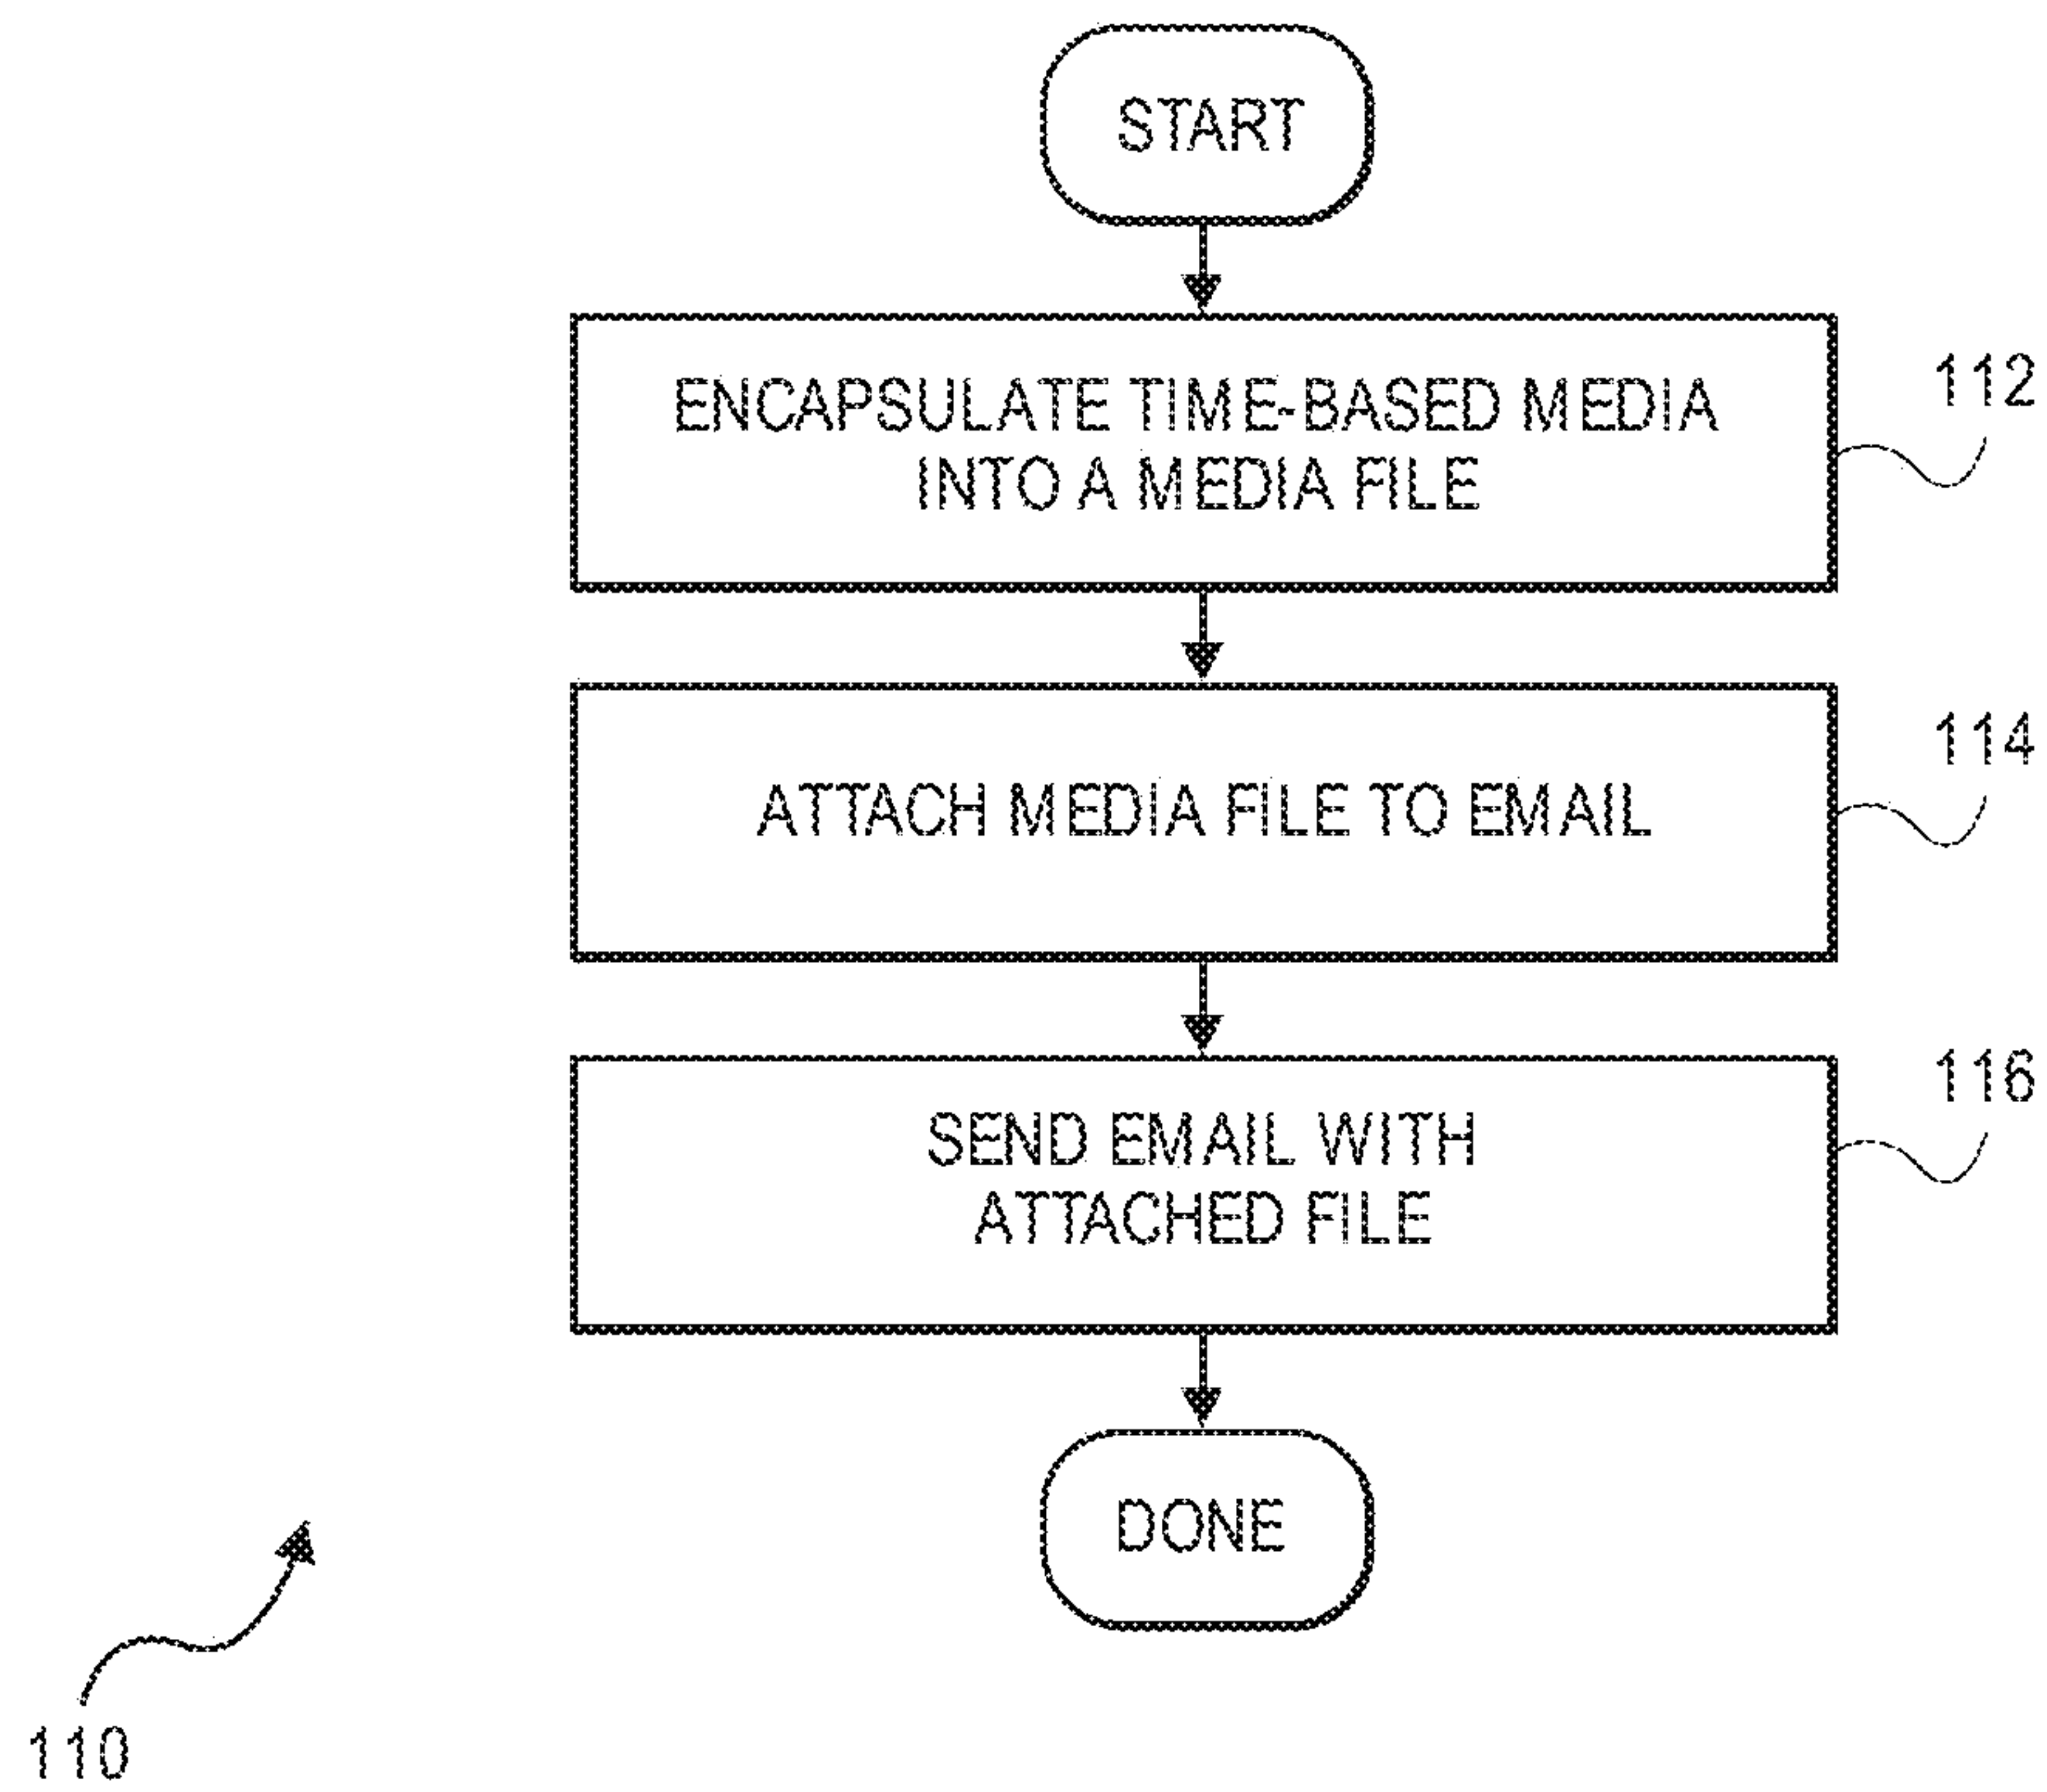 START
ENCAPSULATE TIME-BASED MEDIA
INTO A MEDIA FILE
112
ATTACH MEDIA FILE TO EMAIL
114
SEND EMAIL WITH
ATTACHED FILE
116
DONE
110